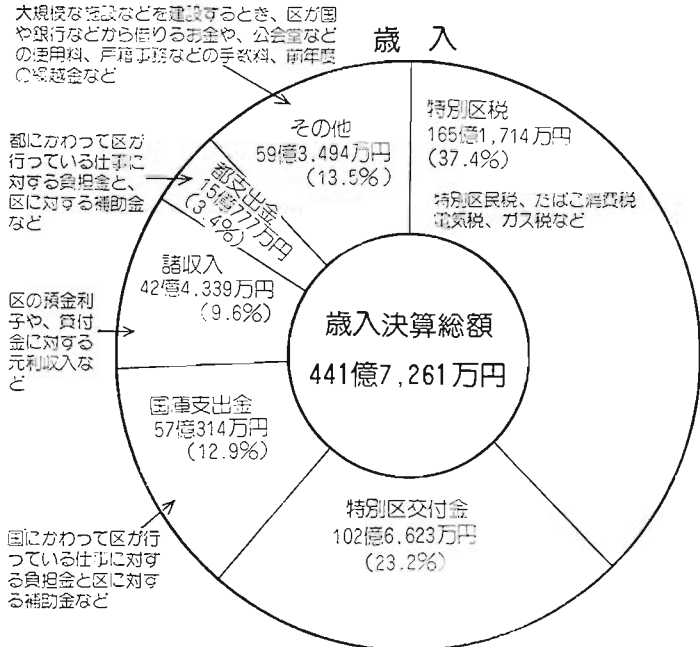 歳入
大規模な施設などを建設するとき、区が国
や銀行などから借りるお金や、公会堂など
の使用料、戸籍事務などの手数料、前年度
の繰越金など
その他
59億3,494万円
(13.5%)
特別区税
165億1,714万円
(37.4%)
特別区民税、たばこ消費税
電気税、ガス税など
都にかわって区が
行っている仕事に
対する負担金と、
区に対する補助金
など
都支出金
15億777万円
(3.4%)
諸収入
42億4,339万円
(9.6%)
区の預金利
子や、貸付
金に対する
元利収入な
ど
歳入決算総額
441億7,261万円
国庫支出金
57億314万円
(12.9%)
特別区交付金
102億6,623万円
(23.2%)
国にかわって区が行
っている仕事に対す
る負担金と区に対す
る補助金など